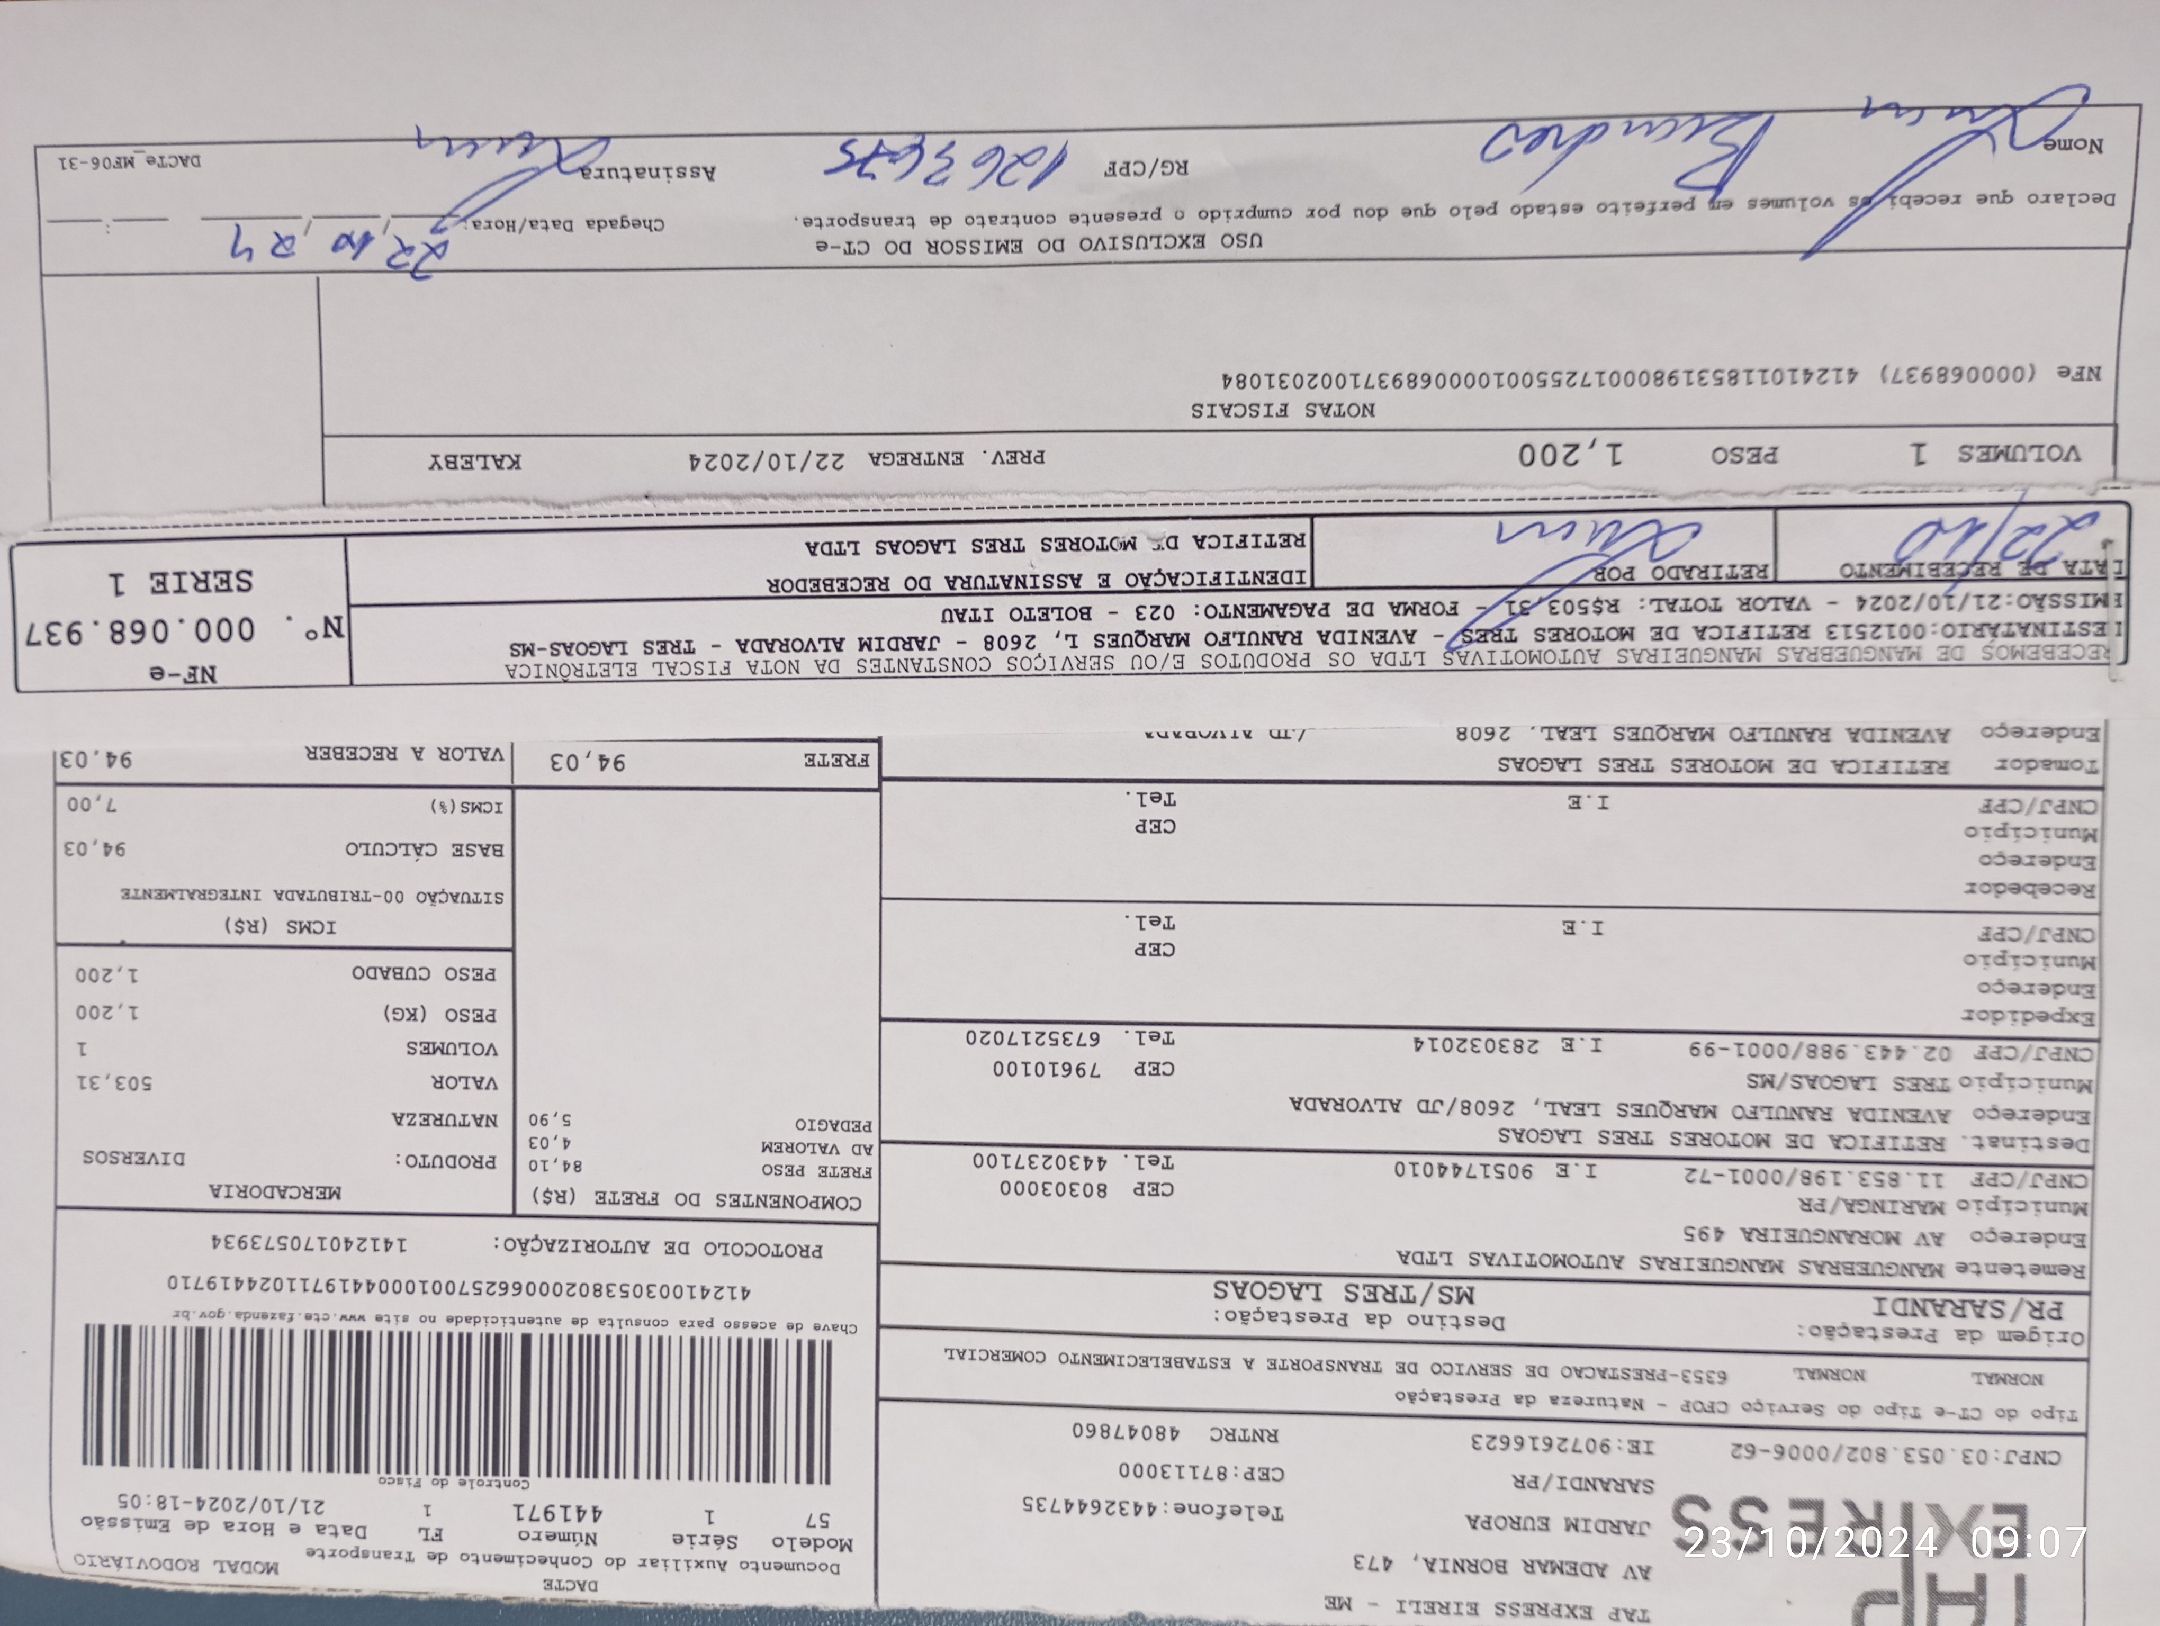 TAP
EXPRESS
TAP EXPRESS EIRELI - ME
AV ADEMAR BORNIA, 473
JARDIM EUROPA
Telefone:4432644735
SARANDI/PR
CEP:87113000
CNPJ:03.053.802/0006-62
IE:9072616623
RNTRC 48047860
DACTE
Documento Auxiliar do Conhecimento de Transporte
MODAL RODOVIÁRIO
Modelo Série Número FL Data e Hora de Emissão
57 1 441971 1 21/10/2024-18:05
Controle do Fisco
Chave de acesso para consulta de autenticidade no site www.cte.fazenda.gov.br
41241003053802000662570010004419711024419710
PROTOCOLO DE AUTORIZAÇÃO: 141240170573934
Tipo do CT-e Tipo do Serviço CFOP - Natureza da Prestação
NORMAL NORMAL 6353-PRESTACAO DE SERVICO DE TRANSPORTE A ESTABELECIMENTO COMERCIAL
Origem da Prestação: Destino da Prestação:
PR/SARANDI MS/TRES LAGOAS
Remetente MANGUEBRAS MANGUEIRAS AUTOMOTIVAS LTDA
Endereço AV MORANGUEIRA 495
Município MARINGA/PR CEP 80303000
CNPJ/CPF 11.853.198/0001-72 I.E 9051744010 Tel. 4430237100
Destinat. RETIFICA DE MOTORES TRES LAGOAS
Endereço AVENIDA RANULFO MARQUES LEAL, 2608/JD ALVORADA
Município TRES LAGOAS/MS CEP 79610100
CNPJ/CPF 02.443.988/0001-99 I.E 283032014 Tel. 6735217020
Expedidor
Endereço
Município CEP
CNPJ/CPF I.E Tel.
Recebedor
Endereço
Município CEP
CNPJ/CPF I.E Tel.
Tomador RETIFICA DE MOTORES TRES LAGOAS
Endereço AVENIDA RANULFO MARQUES LEAL, 2608 /JD ALVORADA
COMPONENTES DO FRETE (R$)
FRETE PESO 84,10
AD VALOREM 4,03
PEDAGIO 5,90
FRETE 94,03
MERCADORIA
PRODUTO: DIVERSOS
NATUREZA
VALOR 503,31
VOLUMES 1
PESO (KG) 1,200
PESO CUBADO 1,200
ICMS (R$)
SITUAÇÃO 00-TRIBUTADA INTEGRALMENTE
BASE CÁLCULO 94,03
ICMS(%) 7,00
VALOR A RECEBER 94,03
RECEBEMOS DE MANGUEBRAS MANGUEIRAS AUTOMOTIVAS LTDA OS PRODUTOS E/OU SERVIÇOS CONSTANTES DA NOTA FISCAL ELETRÔNICA
DESTINATÁRIO:0012513 RETIFICA DE MOTORES TRES - AVENIDA RANULFO MARQUES L, 2608 - JARDIM ALVORADA - TRES LAGOAS-MS
EMISSÃO:21/10/2024 - VALOR TOTAL: R$503,31 - FORMA DE PAGAMENTO: 023 - BOLETO ITAU
DATA DE RECEBIMENTO RETIRADO POR IDENTIFICAÇÃO E ASSINATURA DO RECEBEDOR
22/10
RETIFICA DE MOTORES TRES LAGOAS LTDA
NF-e
Nº. 000.068.937
SERIE 1
VOLUMES 1 PESO 1,200 PREV. ENTREGA 22/10/2024 KALEBY
NOTAS FISCAIS
NFe (000068937) 41241011853198000172550010000689371002031084
USO EXCLUSIVO DO EMISSOR DO CT-e
Declaro que recebi os volumes em perfeito estado pelo que dou por cumprido o presente contrato de transporte.
Chegada Data/Hora: 22/10/24
Nome
RG/CPF
Assinatura
DACTe_MF06-31
23/10/2024 09:07